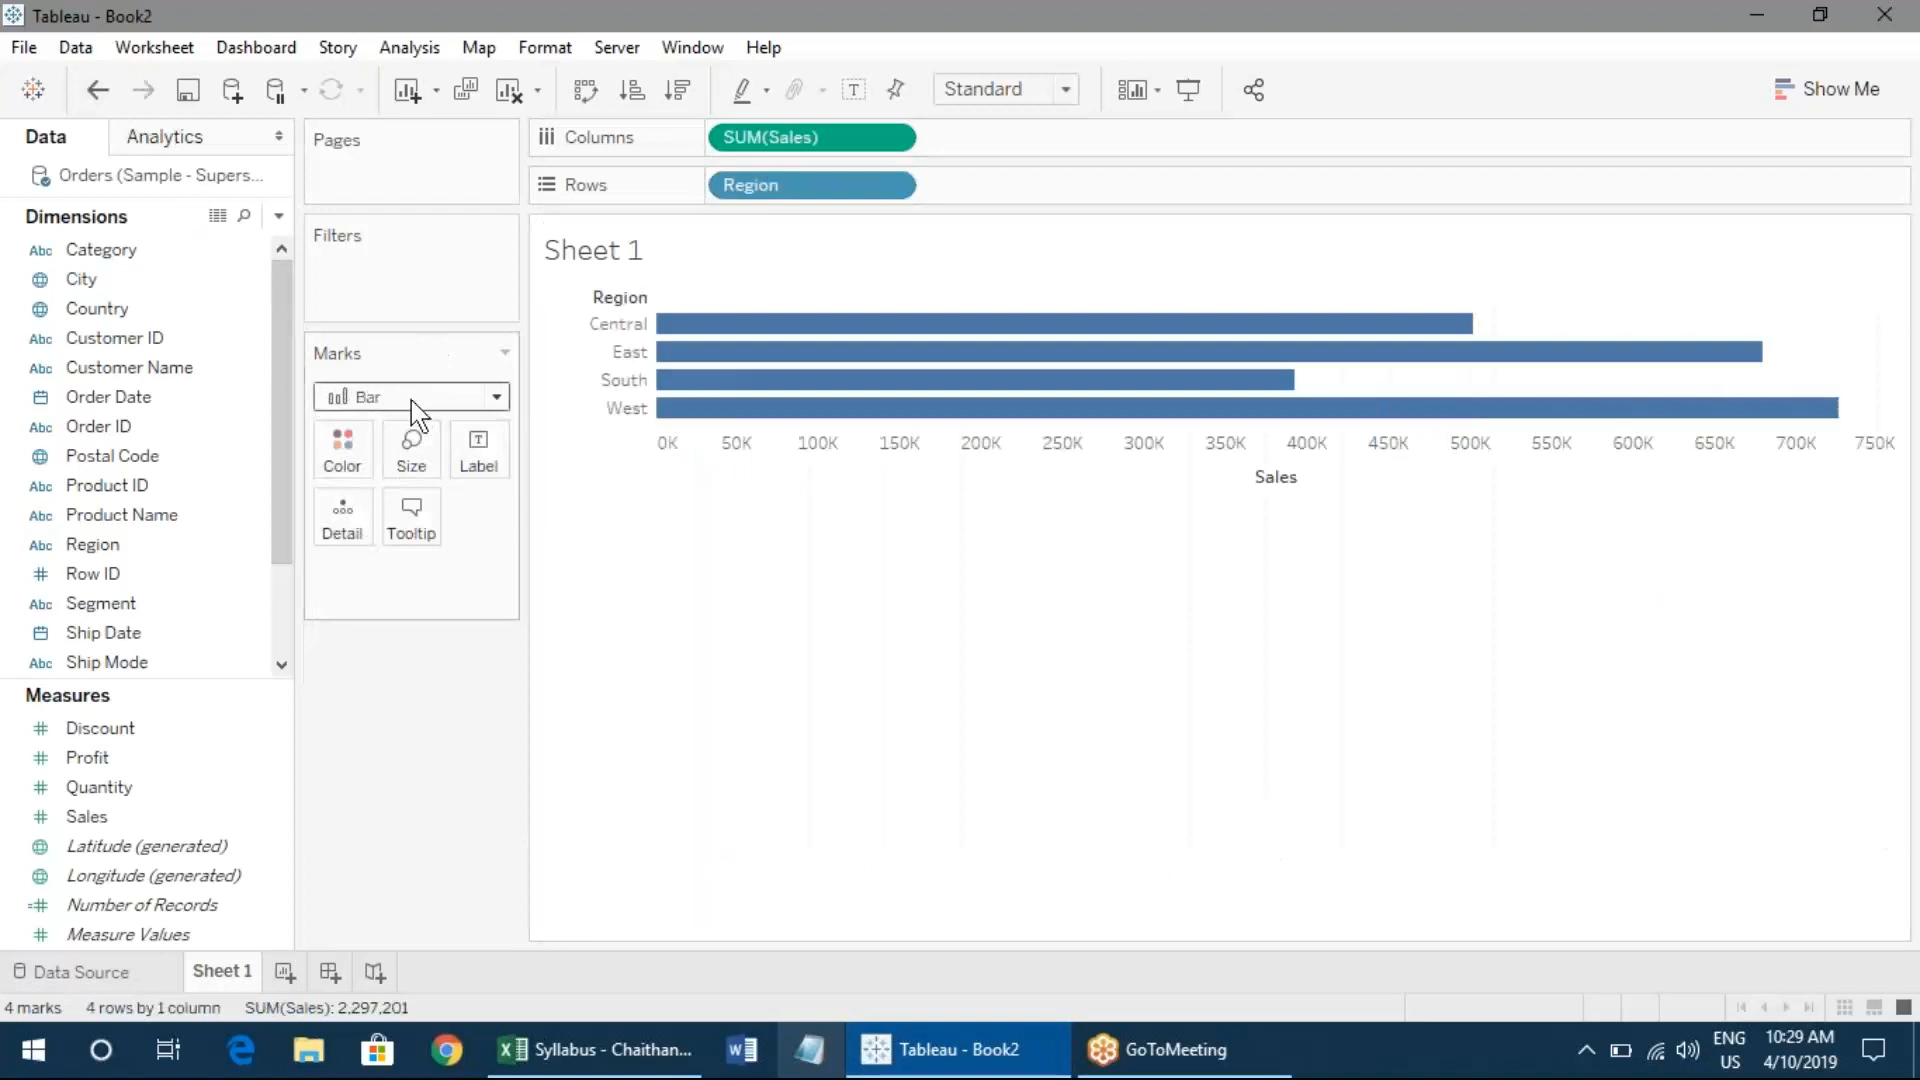 Tableau - Book2
File Data Worksheet Dashboard Story Analysis Map Format Server Window Help
Standard
Show Me
Data Analytics
Orders (Sample - Supers...
Dimensions
Abc Category
City
Country
Abc Customer ID
Abc Customer Name
Order Date
Abc Order ID
Postal Code
Abc Product ID
Abc Product Name
Abc Region
# Row ID
Abc Segment
Ship Date
Abc Ship Mode
Measures
# Discount
# Profit
# Quantity
# Sales
Latitude (generated)
Longitude (generated)
=# Number of Records
# Measure Values
Pages
Filters
Marks
Bar
Color Size Label
Detail Tooltip
Columns SUM(Sales)
Rows Region
Sheet 1
Region
Central
East
South
West
0K 50K 100K 150K 200K 250K 300K 350K 400K 450K 500K 550K 600K 650K 700K 750K
Sales
Data Source Sheet 1
4 marks 4 rows by 1 column SUM(Sales): 2,297,201
Syllabus - Chaithan... Tableau - Book2 GoToMeeting
ENG
US
10:29 AM
4/10/2019